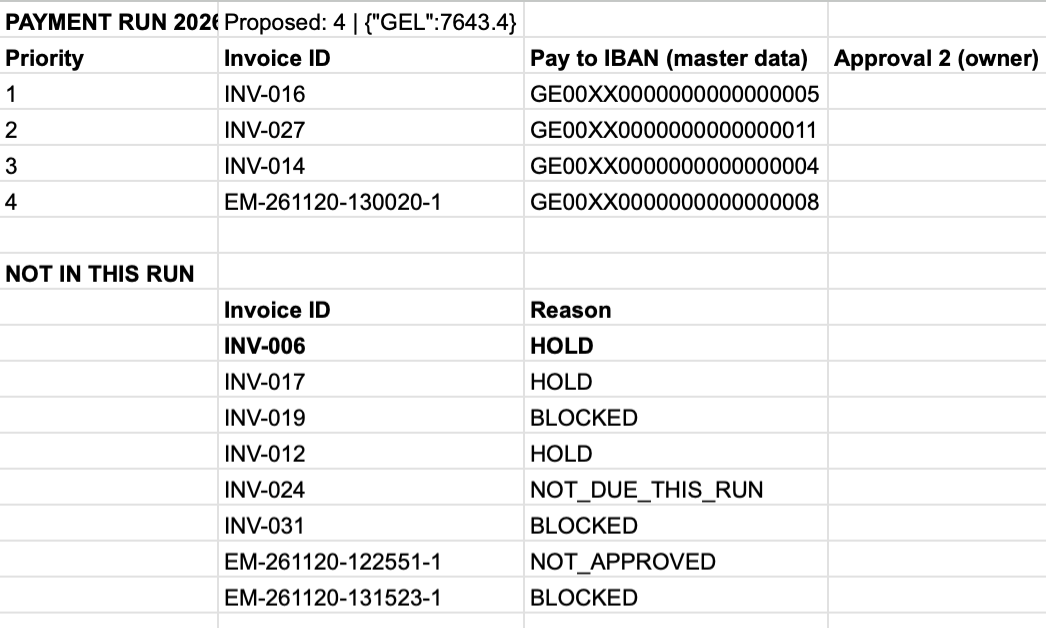 PAYMENT RUN 2026 Proposed: 4 | {"GEL":7643.4}
Priority Invoice ID Pay to IBAN (master data) Approval 2 (owner)
1 INV-016 GE00XX0000000000000005
2 INV-027 GE00XX0000000000000011
3 INV-014 GE00XX0000000000000004
4 EM-261120-130020-1 GE00XX0000000000000008
NOT IN THIS RUN
Invoice ID Reason
INV-006 HOLD
INV-017 HOLD
INV-019 BLOCKED
INV-012 HOLD
INV-024 NOT_DUE_THIS_RUN
INV-031 BLOCKED
EM-261120-122551-1 NOT_APPROVED
EM-261120-131523-1 BLOCKED